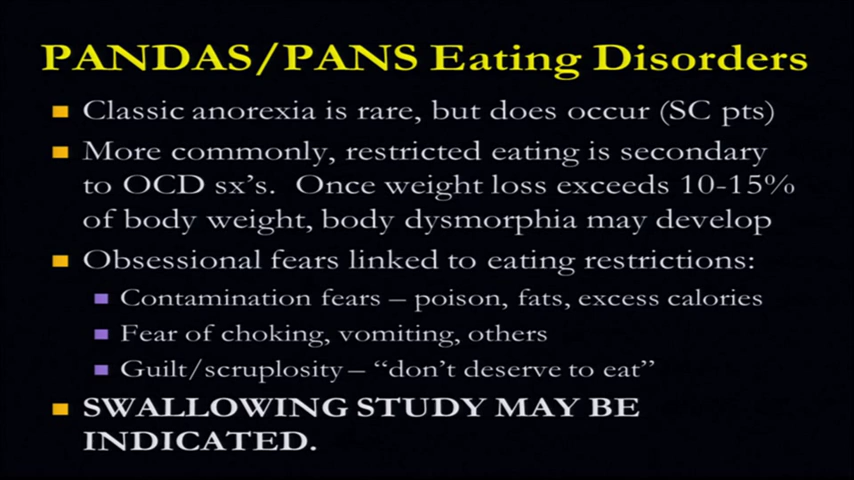 PANDAS/PANS Eating Disorders
Classic anorexia is rare, but does occur (SC pts)
More commonly, restricted eating is secondary
to OCD sx's. Once weight loss exceeds 10-15%
of body weight, body dysmorphia may develop
Obsessional fears linked to eating restrictions:
Contamination fears – poison, fats, excess calories
Fear of choking, vomiting, others
Guilt/scruplosity – “don't deserve to eat”
SWALLOWING STUDY MAY BE
INDICATED.